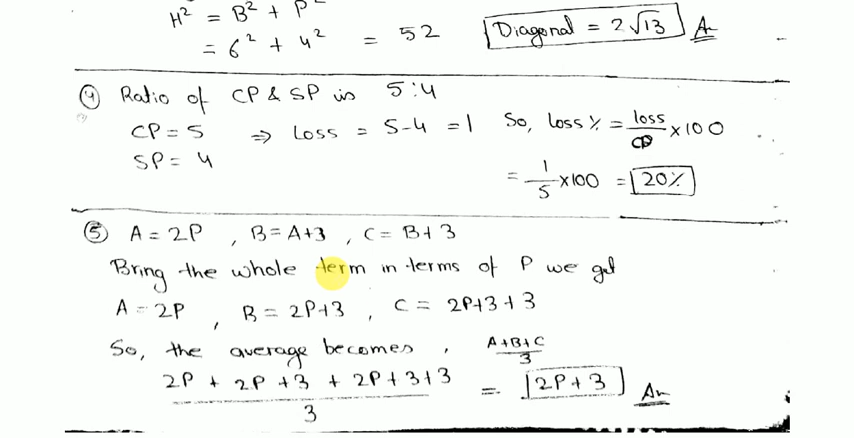 H² = B² + P²
= 6² + 4² = 52 Diagonal = 2√13 Ans
④ Ratio of CP & SP is 5:4
CP = 5 ⇒ Loss = 5-4 = 1 So, loss % = loss/CP × 100
SP = 4
= 1/5 × 100 = 20%
⑤ A = 2P , B = A+3 , C = B+3
Bring the whole term in terms of P we get
A = 2P , B = 2P+3 , C = 2P+3+3
So, the average becomes , A+B+C/3
2P + 2P + 3 + 2P + 3 + 3 / 3 = 2P+3 Ans